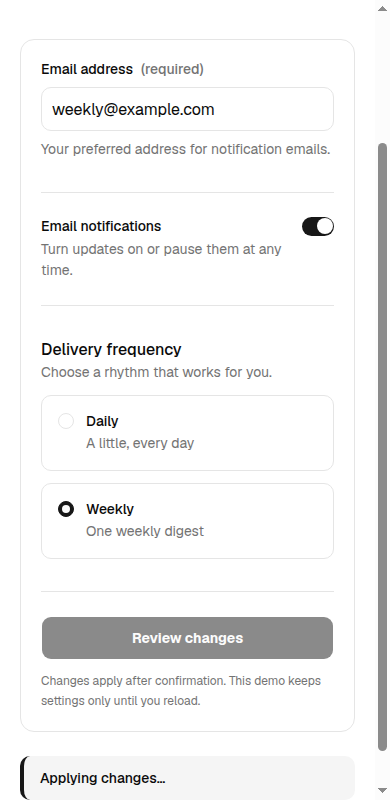 Email address (required)
weekly@example.com
Your preferred address for notification emails.
Email notifications
Turn updates on or pause them at any
time.
Delivery frequency
Choose a rhythm that works for you.
Daily
A little, every day
Weekly
One weekly digest
Review changes
Changes apply after confirmation. This demo keeps
settings only until you reload.
Applying changes…